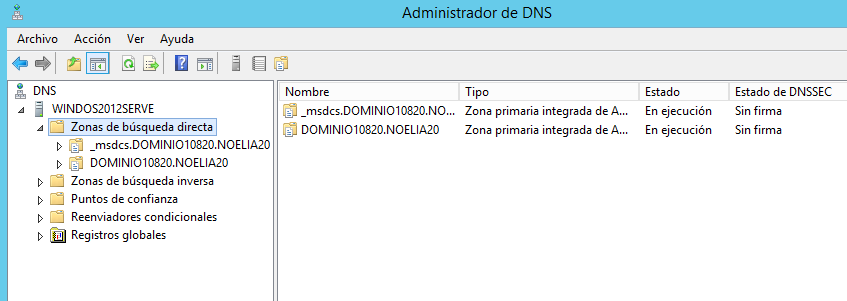 Administrador de DNS
Archivo Acción Ver Ayuda
DNS
WINDOS2012SERVE
Zonas de búsqueda directa
_msdcs.DOMINIO10820.NOELIA20
DOMINIO10820.NOELIA20
Zonas de búsqueda inversa
Puntos de confianza
Reenviadores condicionales
Registros globales
Nombre Tipo Estado Estado de DNSSEC
_msdcs.DOMINIO10820.NO... Zona primaria integrada de A... En ejecución Sin firma
DOMINIO10820.NOELIA20 Zona primaria integrada de A... En ejecución Sin firma